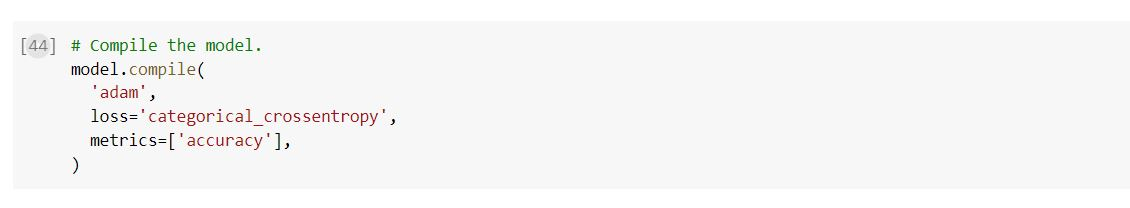 [44] # Compile the model.
model.compile(
  'adam',
  loss='categorical_crossentropy',
  metrics=['accuracy'],
)